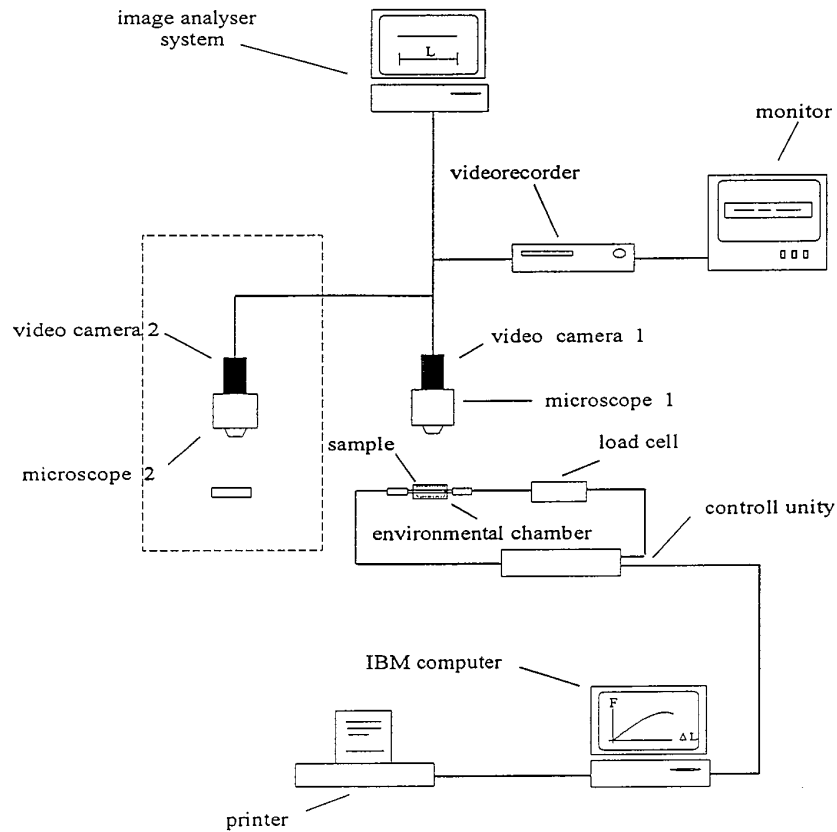 image analyser
system
L
monitor
videorecorder
video camera 2
video camera 1
microscope 1
microscope 2
sample
load cell
environmental chamber
controll unity
IBM computer
F
Δ L
printer